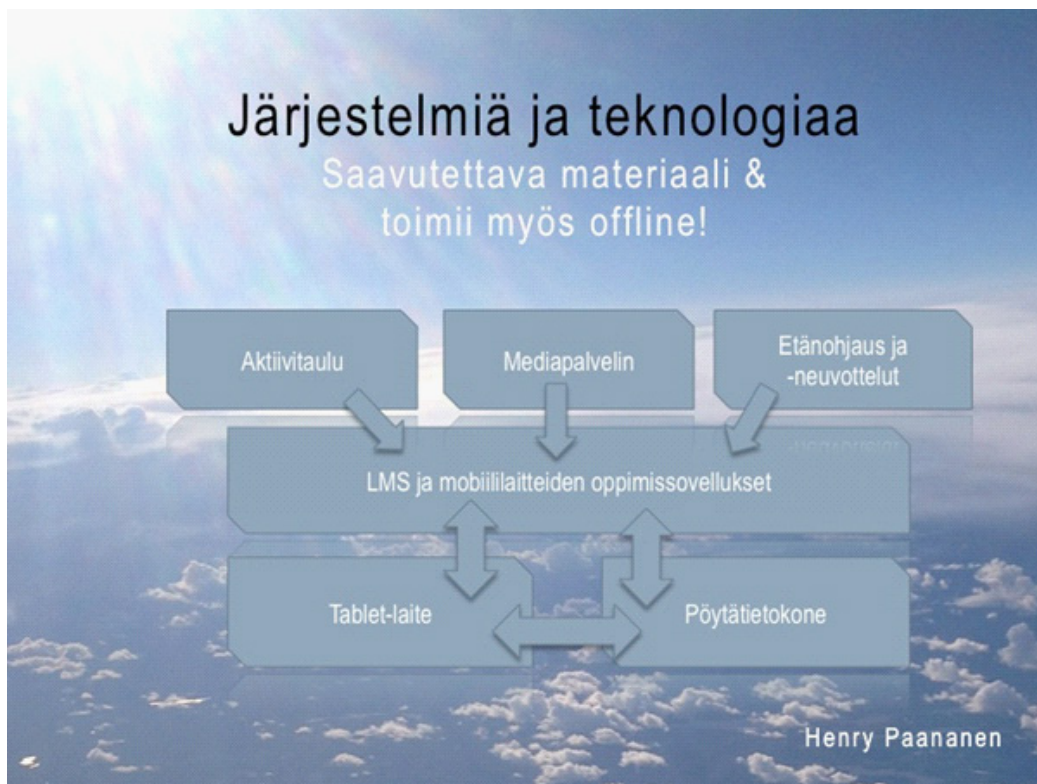 Järjestelmiä ja teknologiaa
Saavutettava materiaali &
toimii myös offline!
Aktiivitaulu
Mediapalvelin
Etänohjaus ja
-neuvottelut
LMS ja mobiililaitteiden oppimissovellukset
Tablet-laite
Pöytätietokone
Henry Paananen